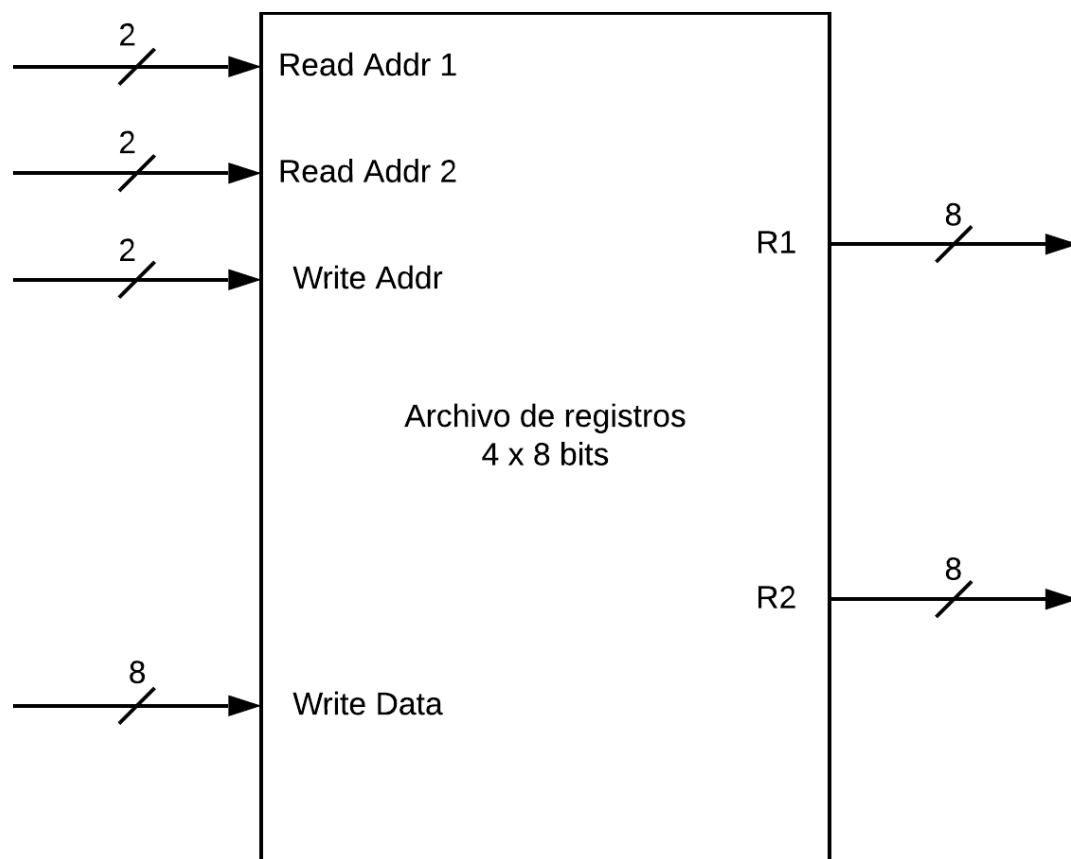 2
Read Addr 1
2
Read Addr 2
2
Write Addr
8
R1
Archivo de registros
4 x 8 bits
8
R2
8
Write Data